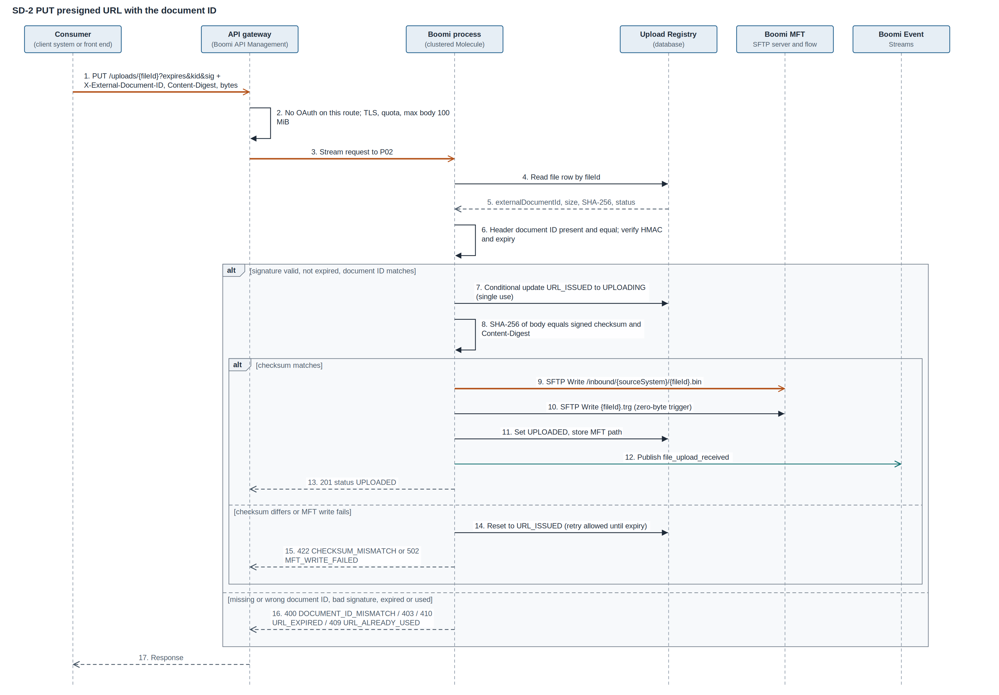 SD-2 PUT presigned URL with the document ID
Consumer
(client system or front end)
API gateway
(Boomi API Management)
Boomi process
(clustered Molecule)
Upload Registry
(database)
Boomi MFT
SFTP server and flow
Boomi Event
Streams
1. PUT /uploads/{fileId}?expires&kid&sig +
X-External-Document-ID, Content-Digest, bytes
2. No OAuth on this route; TLS, quota, max body 100
MiB
3. Stream request to P02
4. Read file row by fileId
5. externalDocumentId, size, SHA-256, status
6. Header document ID present and equal; verify HMAC
and expiry
alt
[signature valid, not expired, document ID matches]
7. Conditional update URL_ISSUED to UPLOADING
(single use)
8. SHA-256 of body equals signed checksum and
Content-Digest
alt
[checksum matches]
9. SFTP Write /inbound/{sourceSystem}/{fileId}.bin
10. SFTP Write {fileId}.trg (zero-byte trigger)
11. Set UPLOADED, store MFT path
12. Publish file_upload_received
13. 201 status UPLOADED
[checksum differs or MFT write fails]
14. Reset to URL_ISSUED (retry allowed until expiry)
15. 422 CHECKSUM_MISMATCH or 502
MFT_WRITE_FAILED
[missing or wrong document ID, bad signature, expired or used]
16. 400 DOCUMENT_ID_MISMATCH / 403 / 410
URL_EXPIRED / 409 URL_ALREADY_USED
17. Response